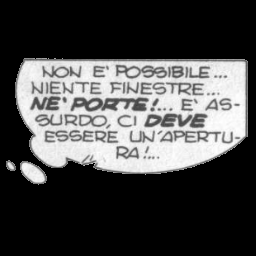 NON E' POSSIBILE...
NIENTE FINESTRE...
NE' PORTE!... E' AS-
SURDO, CI DEVE
ESSERE UN'APERTU-
RA!...